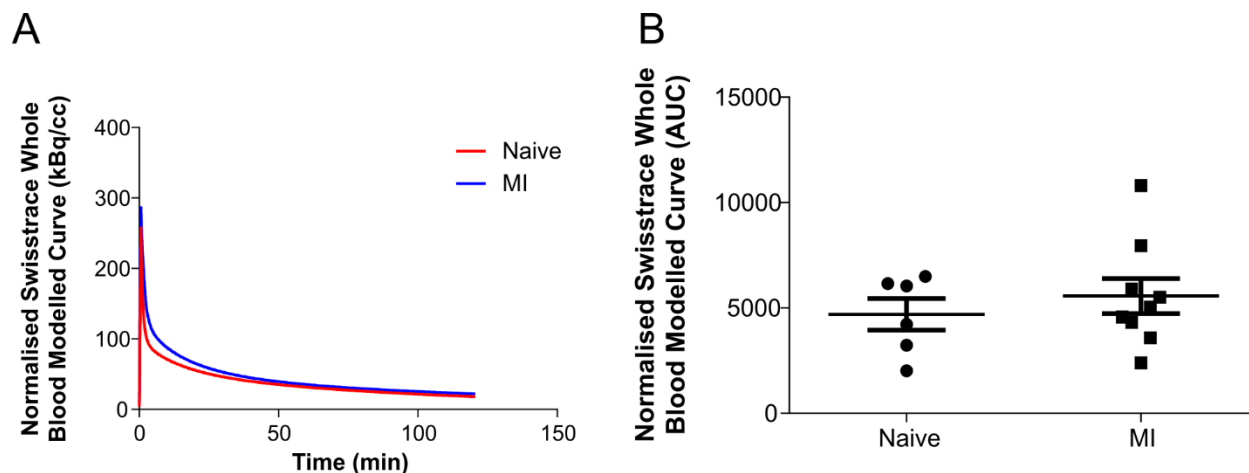 A
Normalised Swisstrace Whole
Blood Modelled Curve (kBq/cc)
400
300
200
100
0
0
50
100
150
Time (min)
Naive
MI
B
Normalised Swisstrace Whole
Blood Modelled Curve (AUC)
15000
10000
5000
0
Naive
MI